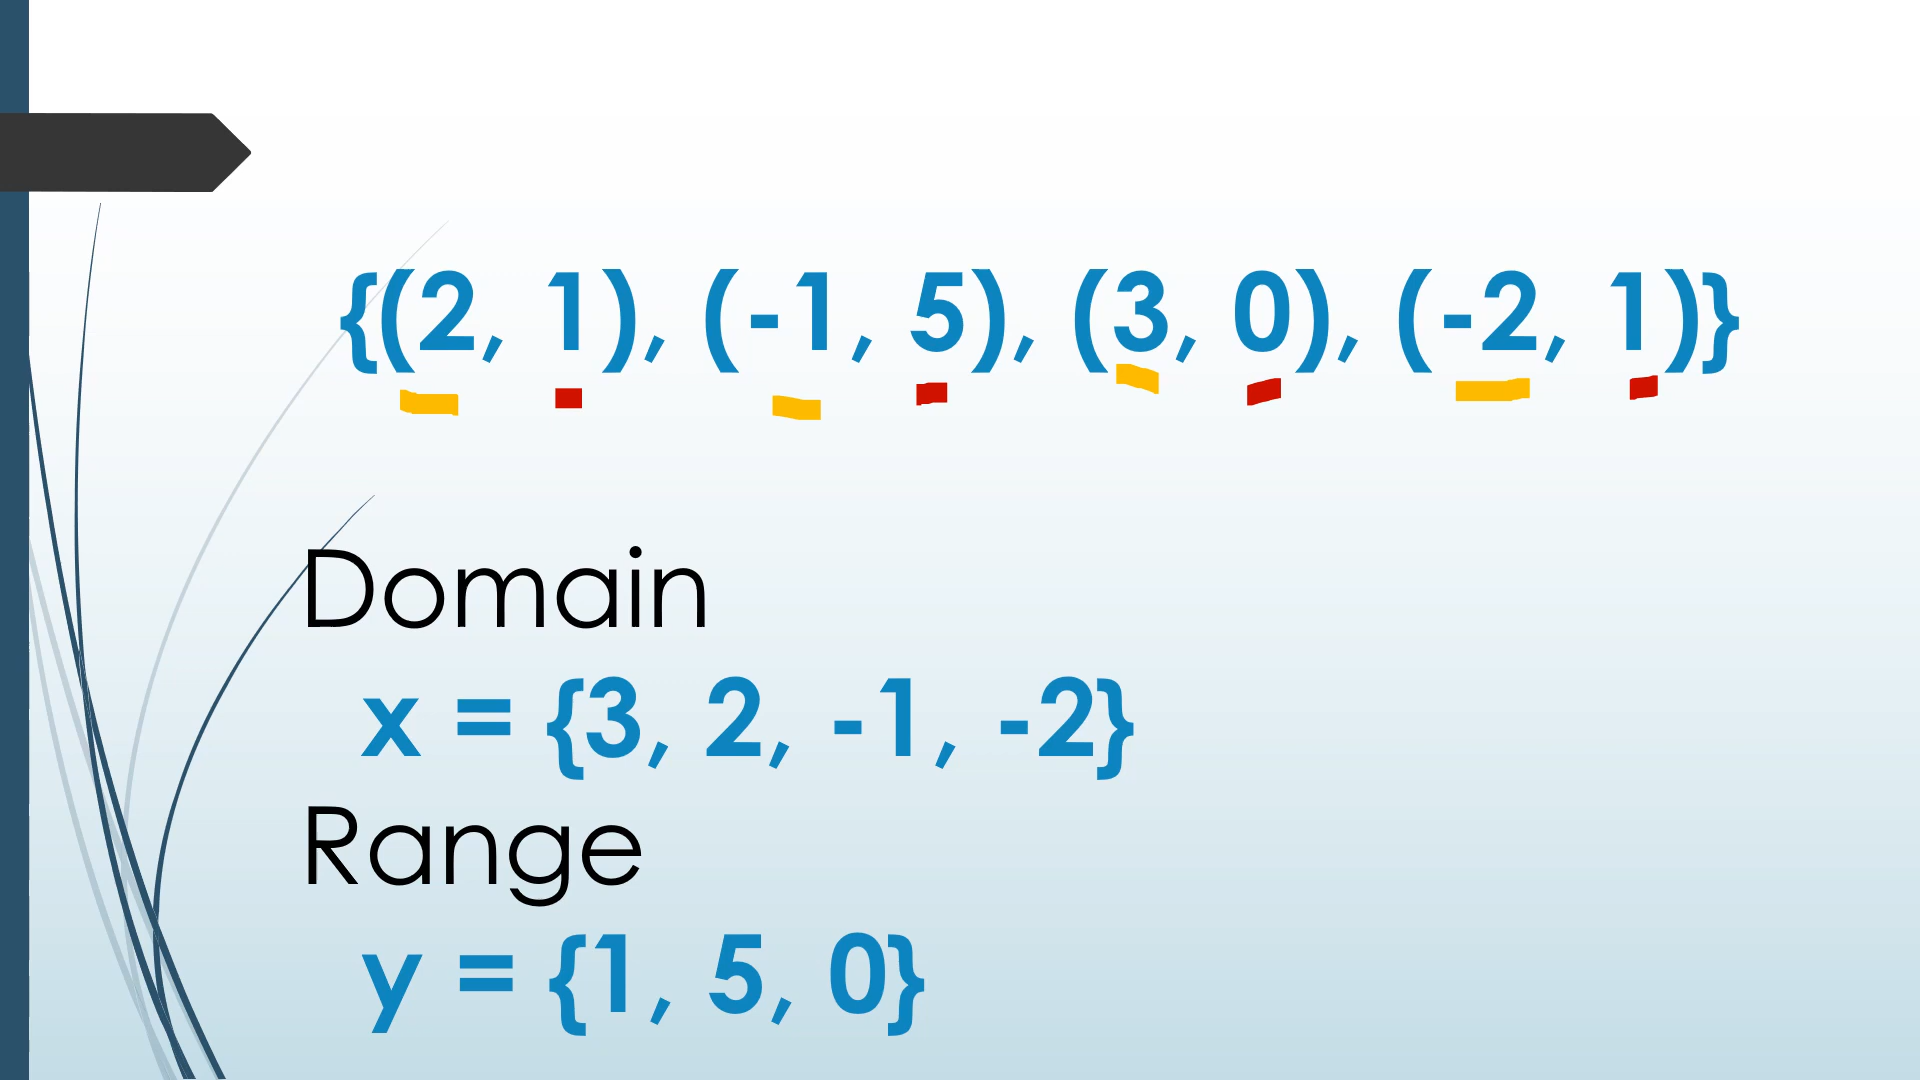 {(2, 1), (-1, 5), (3, 0), (-2, 1)}
Domain
x = {3, 2, -1, -2}
Range
y = {1, 5, 0}